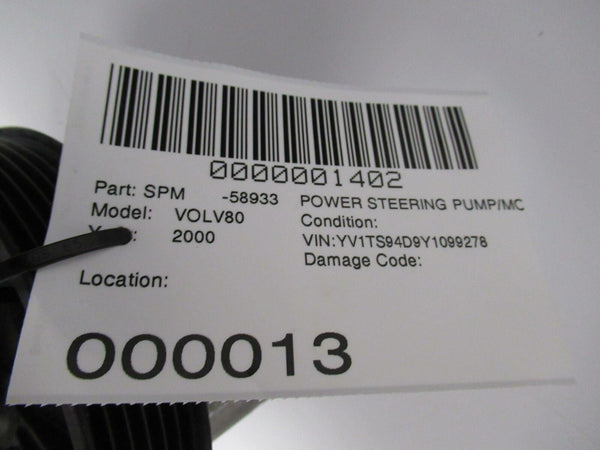 0000001402
Part: SPM -58933 POWER STEERING PUMP/MC
Model: VOLV80 Condition:
2000 VIN:YV1TS94D9Y1099278
Damage Code:
Location:
000013